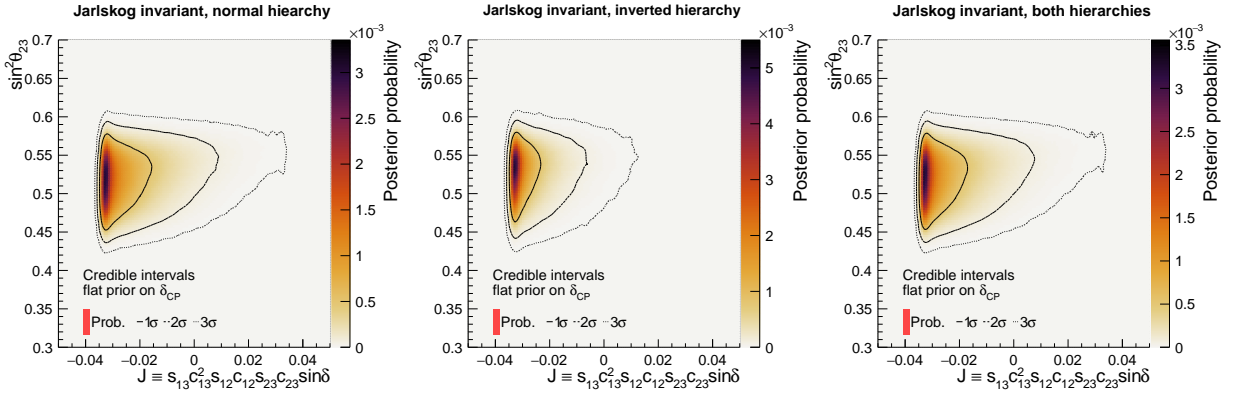 Jarlskog invariant, normal hiearchy
×10⁻³
sin²θ₂₃
0.7
0.65
0.6
0.55
0.5
0.45
0.4
0.35
0.3
Credible intervals
flat prior on δCP
Prob. −1σ ··2σ ···3σ
−0.04 −0.02 0 0.02 0.04
J ≡ s₁₃c²₁₃s₁₂c₁₂s₂₃c₂₃sinδ
3
2.5
2
1.5
1
0.5
0
Posterior probability
Jarlskog invariant, inverted hierarchy
×10⁻³
sin²θ₂₃
0.7
0.65
0.6
0.55
0.5
0.45
0.4
0.35
0.3
Credible intervals
flat prior on δCP
Prob. −1σ ··2σ ···3σ
−0.04 −0.02 0 0.02 0.04
J ≡ s₁₃c²₁₃s₁₂c₁₂s₂₃c₂₃sinδ
5
4
3
2
1
0
Posterior probability
Jarlskog invariant, both hierarchies
×10⁻³
sin²θ₂₃
0.7
0.65
0.6
0.55
0.5
0.45
0.4
0.35
0.3
Credible intervals
flat prior on δCP
Prob. −1σ ··2σ ···3σ
−0.04 −0.02 0 0.02 0.04
J ≡ s₁₃c²₁₃s₁₂c₁₂s₂₃c₂₃sinδ
3.5
3
2.5
2
1.5
1
0.5
0
Posterior probability